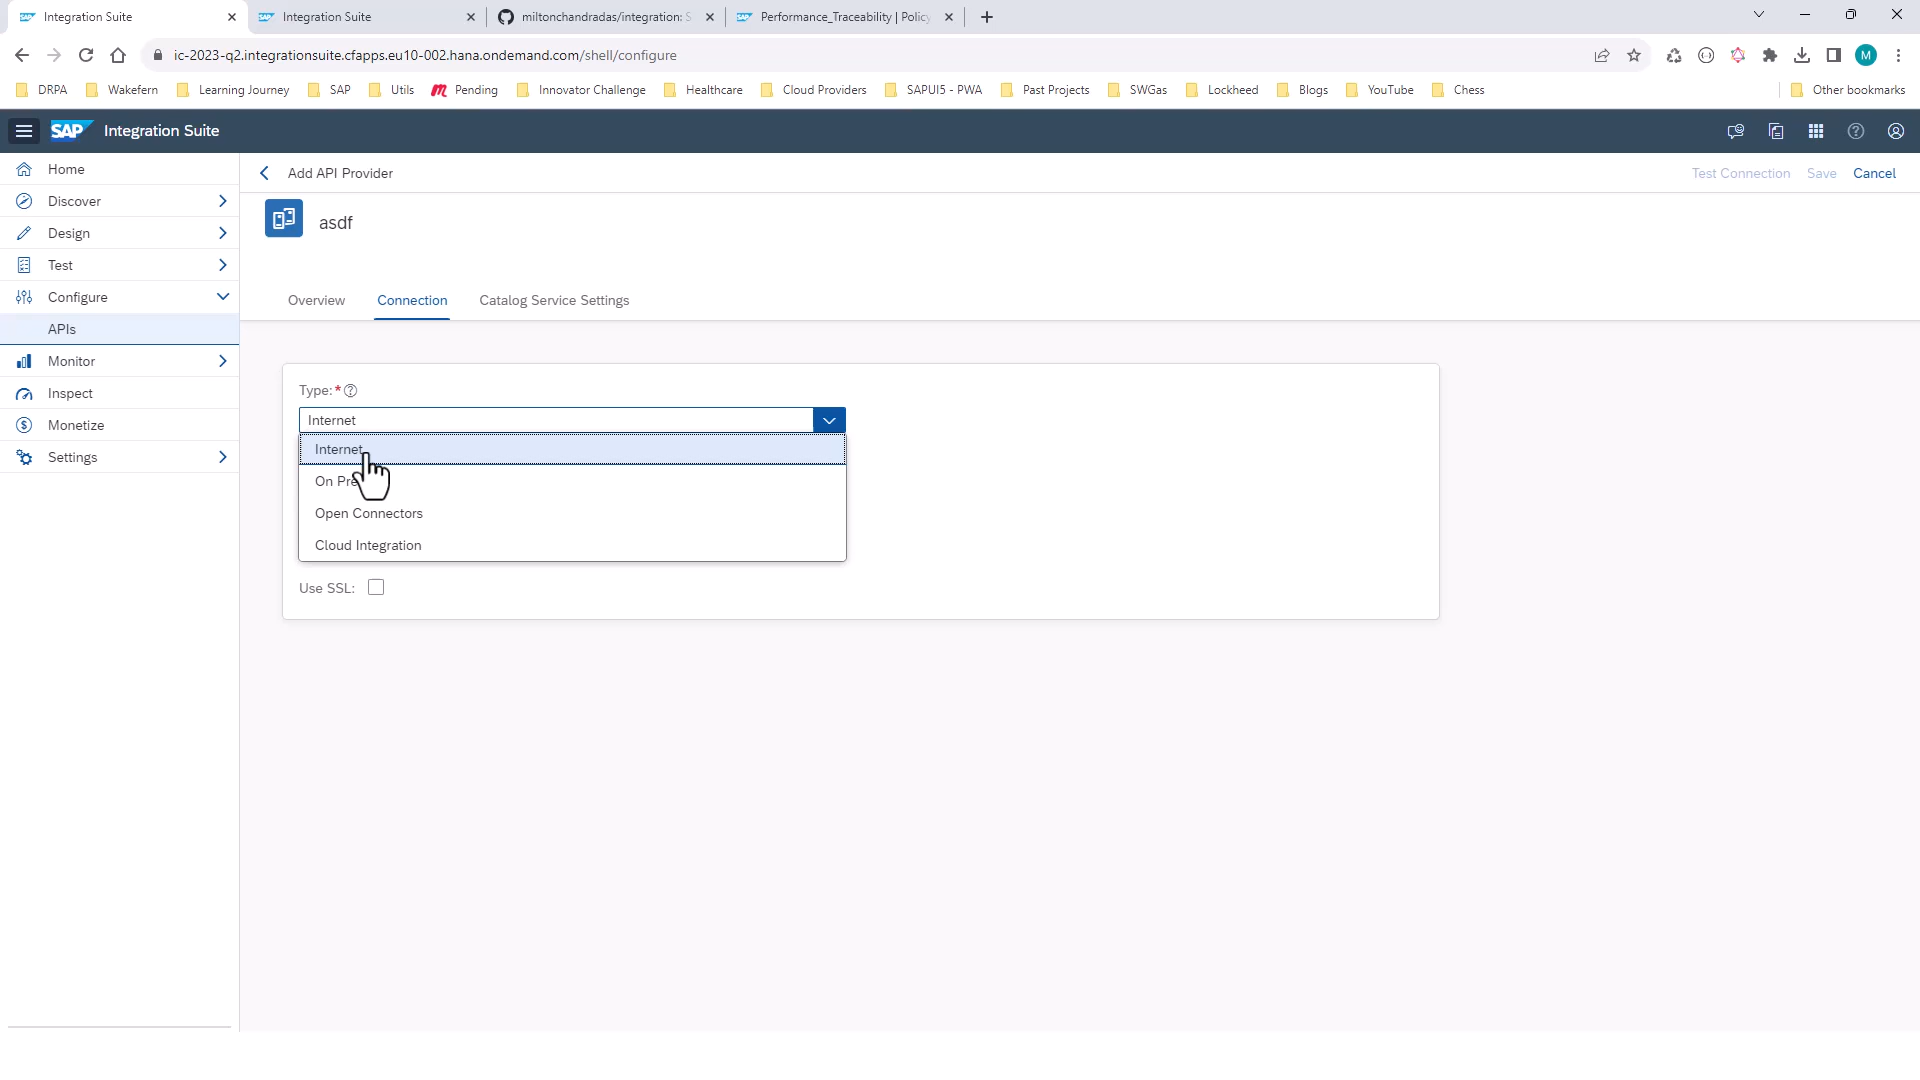 Integration Suite
Integration Suite
miltonchandradas/integration: S
Performance_Traceability | Policy
ic-2023-q2.integrationsuite.cfapps.eu10-002.hana.ondemand.com/shell/configure
M
DRPA
Wakefern
Learning Journey
SAP
Utils
Pending
Innovator Challenge
Healthcare
Cloud Providers
SAPUI5 - PWA
Past Projects
SWGas
Lockheed
Blogs
YouTube
Chess
Other bookmarks
SAP Integration Suite
Home
Discover
Design
Test
Configure
APIs
Monitor
Inspect
Monetize
Settings
Add API Provider
Test Connection
Save
Cancel
asdf
Overview
Connection
Catalog Service Settings
Type:*
Internet
Internet
On Pre
Open Connectors
Cloud Integration
Use SSL: